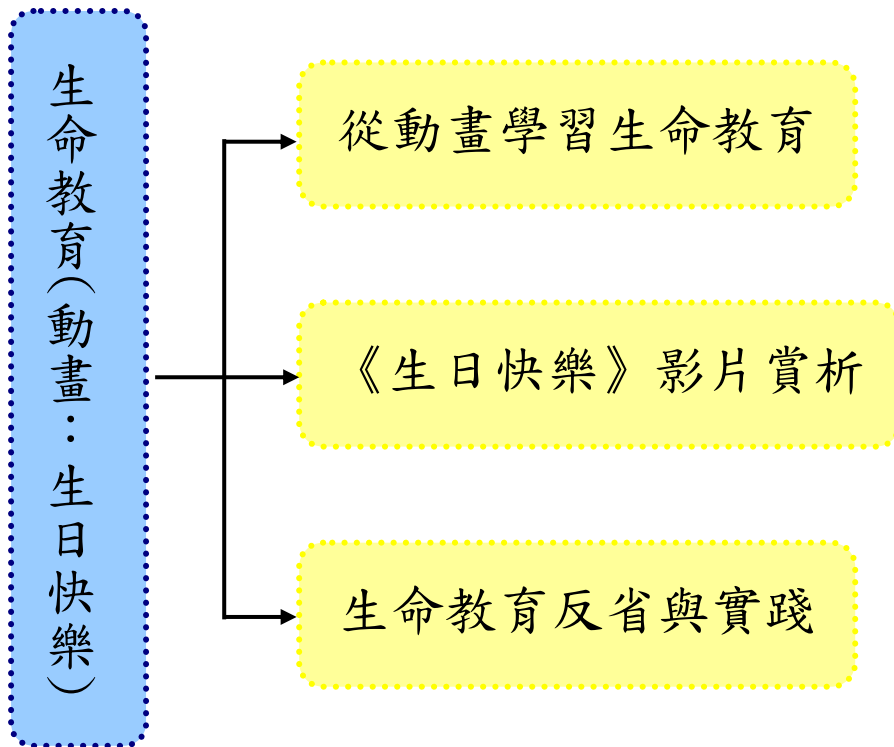 生命教育(動畫：生日快樂)
從動畫學習生命教育
《生日快樂》影片賞析
生命教育反省與實踐